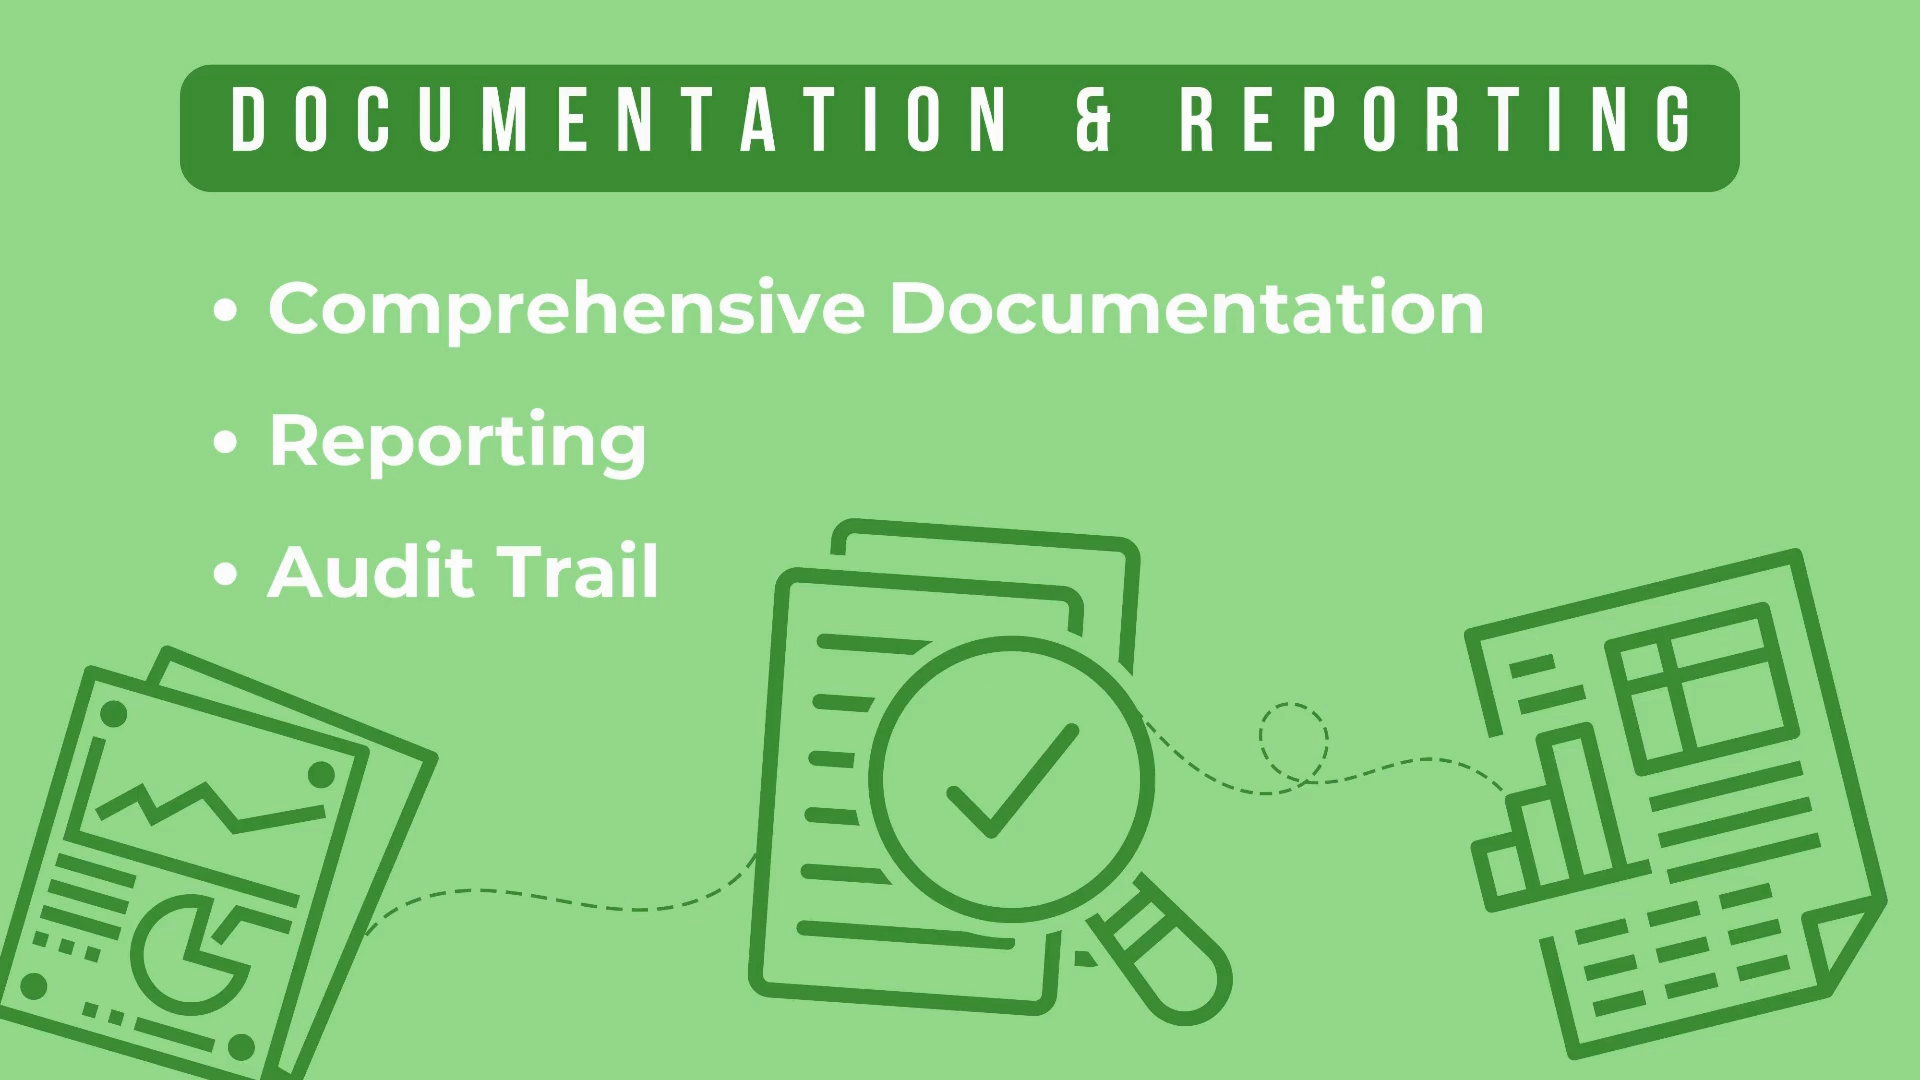 DOCUMENTATION & REPORTING
• Comprehensive Documentation
• Reporting
• Audit Trail